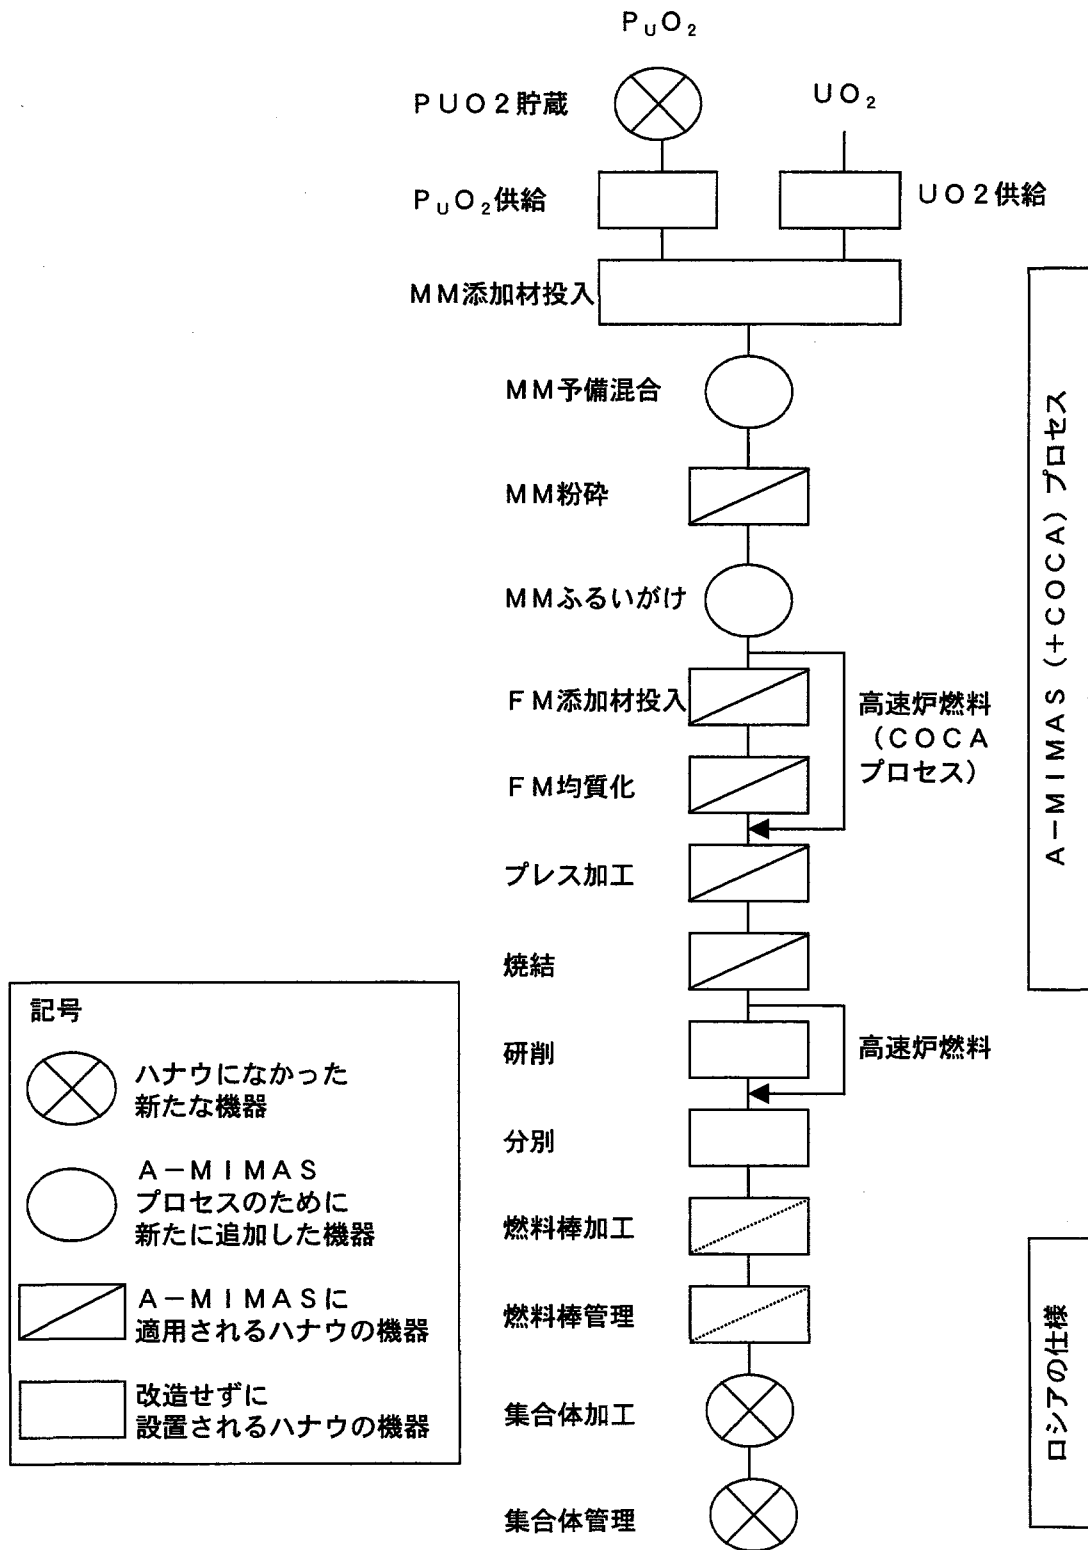 PUO₂
PUO2貯蔵
UO₂
PUO₂供給
UO2供給
MM添加材投入
MM予備混合
MM粉砕
MMふるいがけ
FM添加材投入
高速炉燃料
(COCA
プロセス)
FM均質化
プレス加工
焼結
研削
高速炉燃料
分別
燃料棒加工
燃料棒管理
集合体加工
集合体管理
A-MIMAS(+COCA)プロセス
ロシアの仕様
記号
ハナウになかった
新たな機器
A-MIMAS
プロセスのために
新たに追加した機器
A-MIMASに
適用されるハナウの機器
改造せずに
設置されるハナウの機器